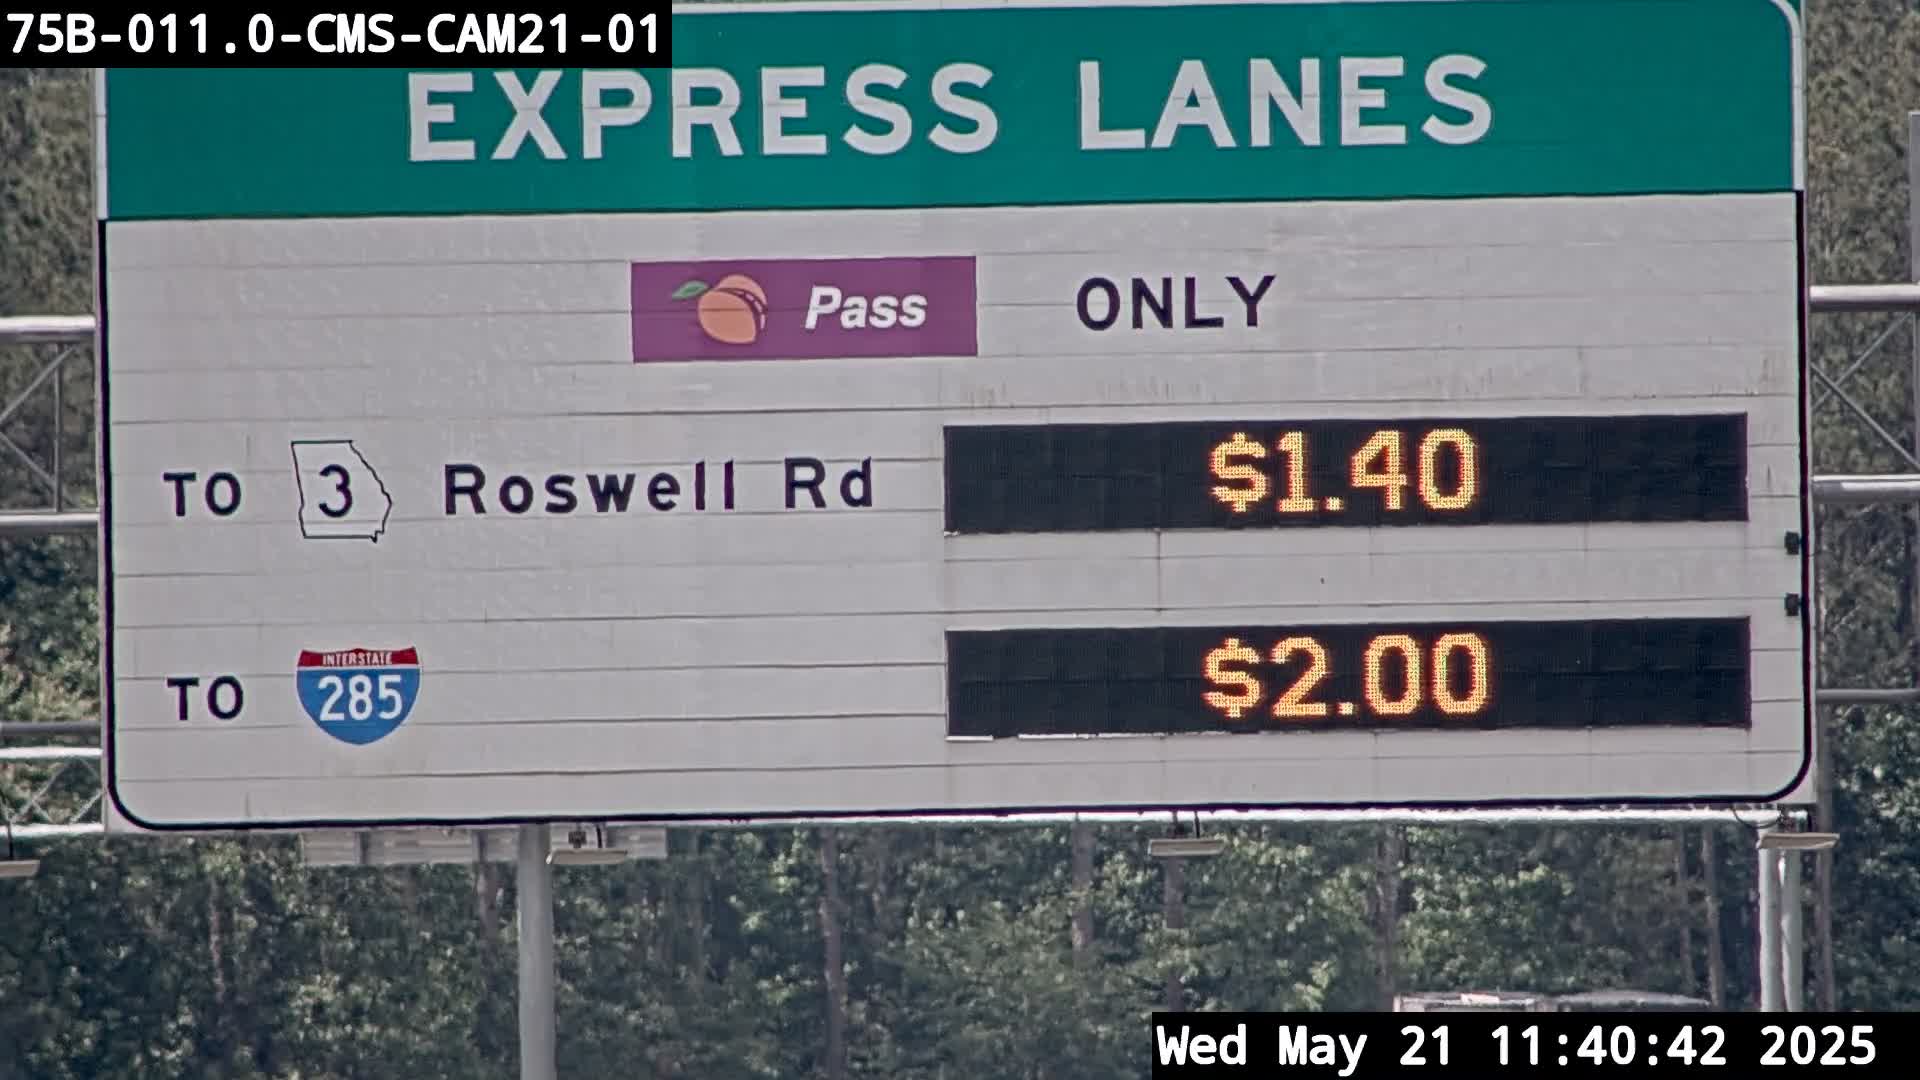 75B-011.0-CMS-CAM21-01
EXPRESS LANES
Pass ONLY
TO 3 Roswell Rd $1.40
INTERSTATE
TO 285 $2.00
Wed May 21 11:40:42 2025